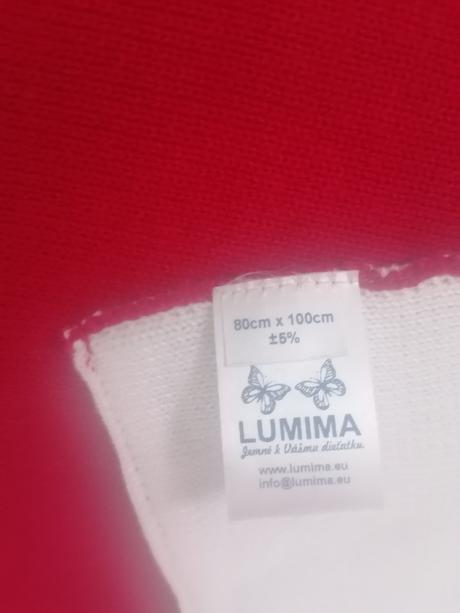 80cm x 100cm
±5%
LUMIMA
Jemné k Vášmu dieťatku.
www.lumima.eu
info@lumima.eu